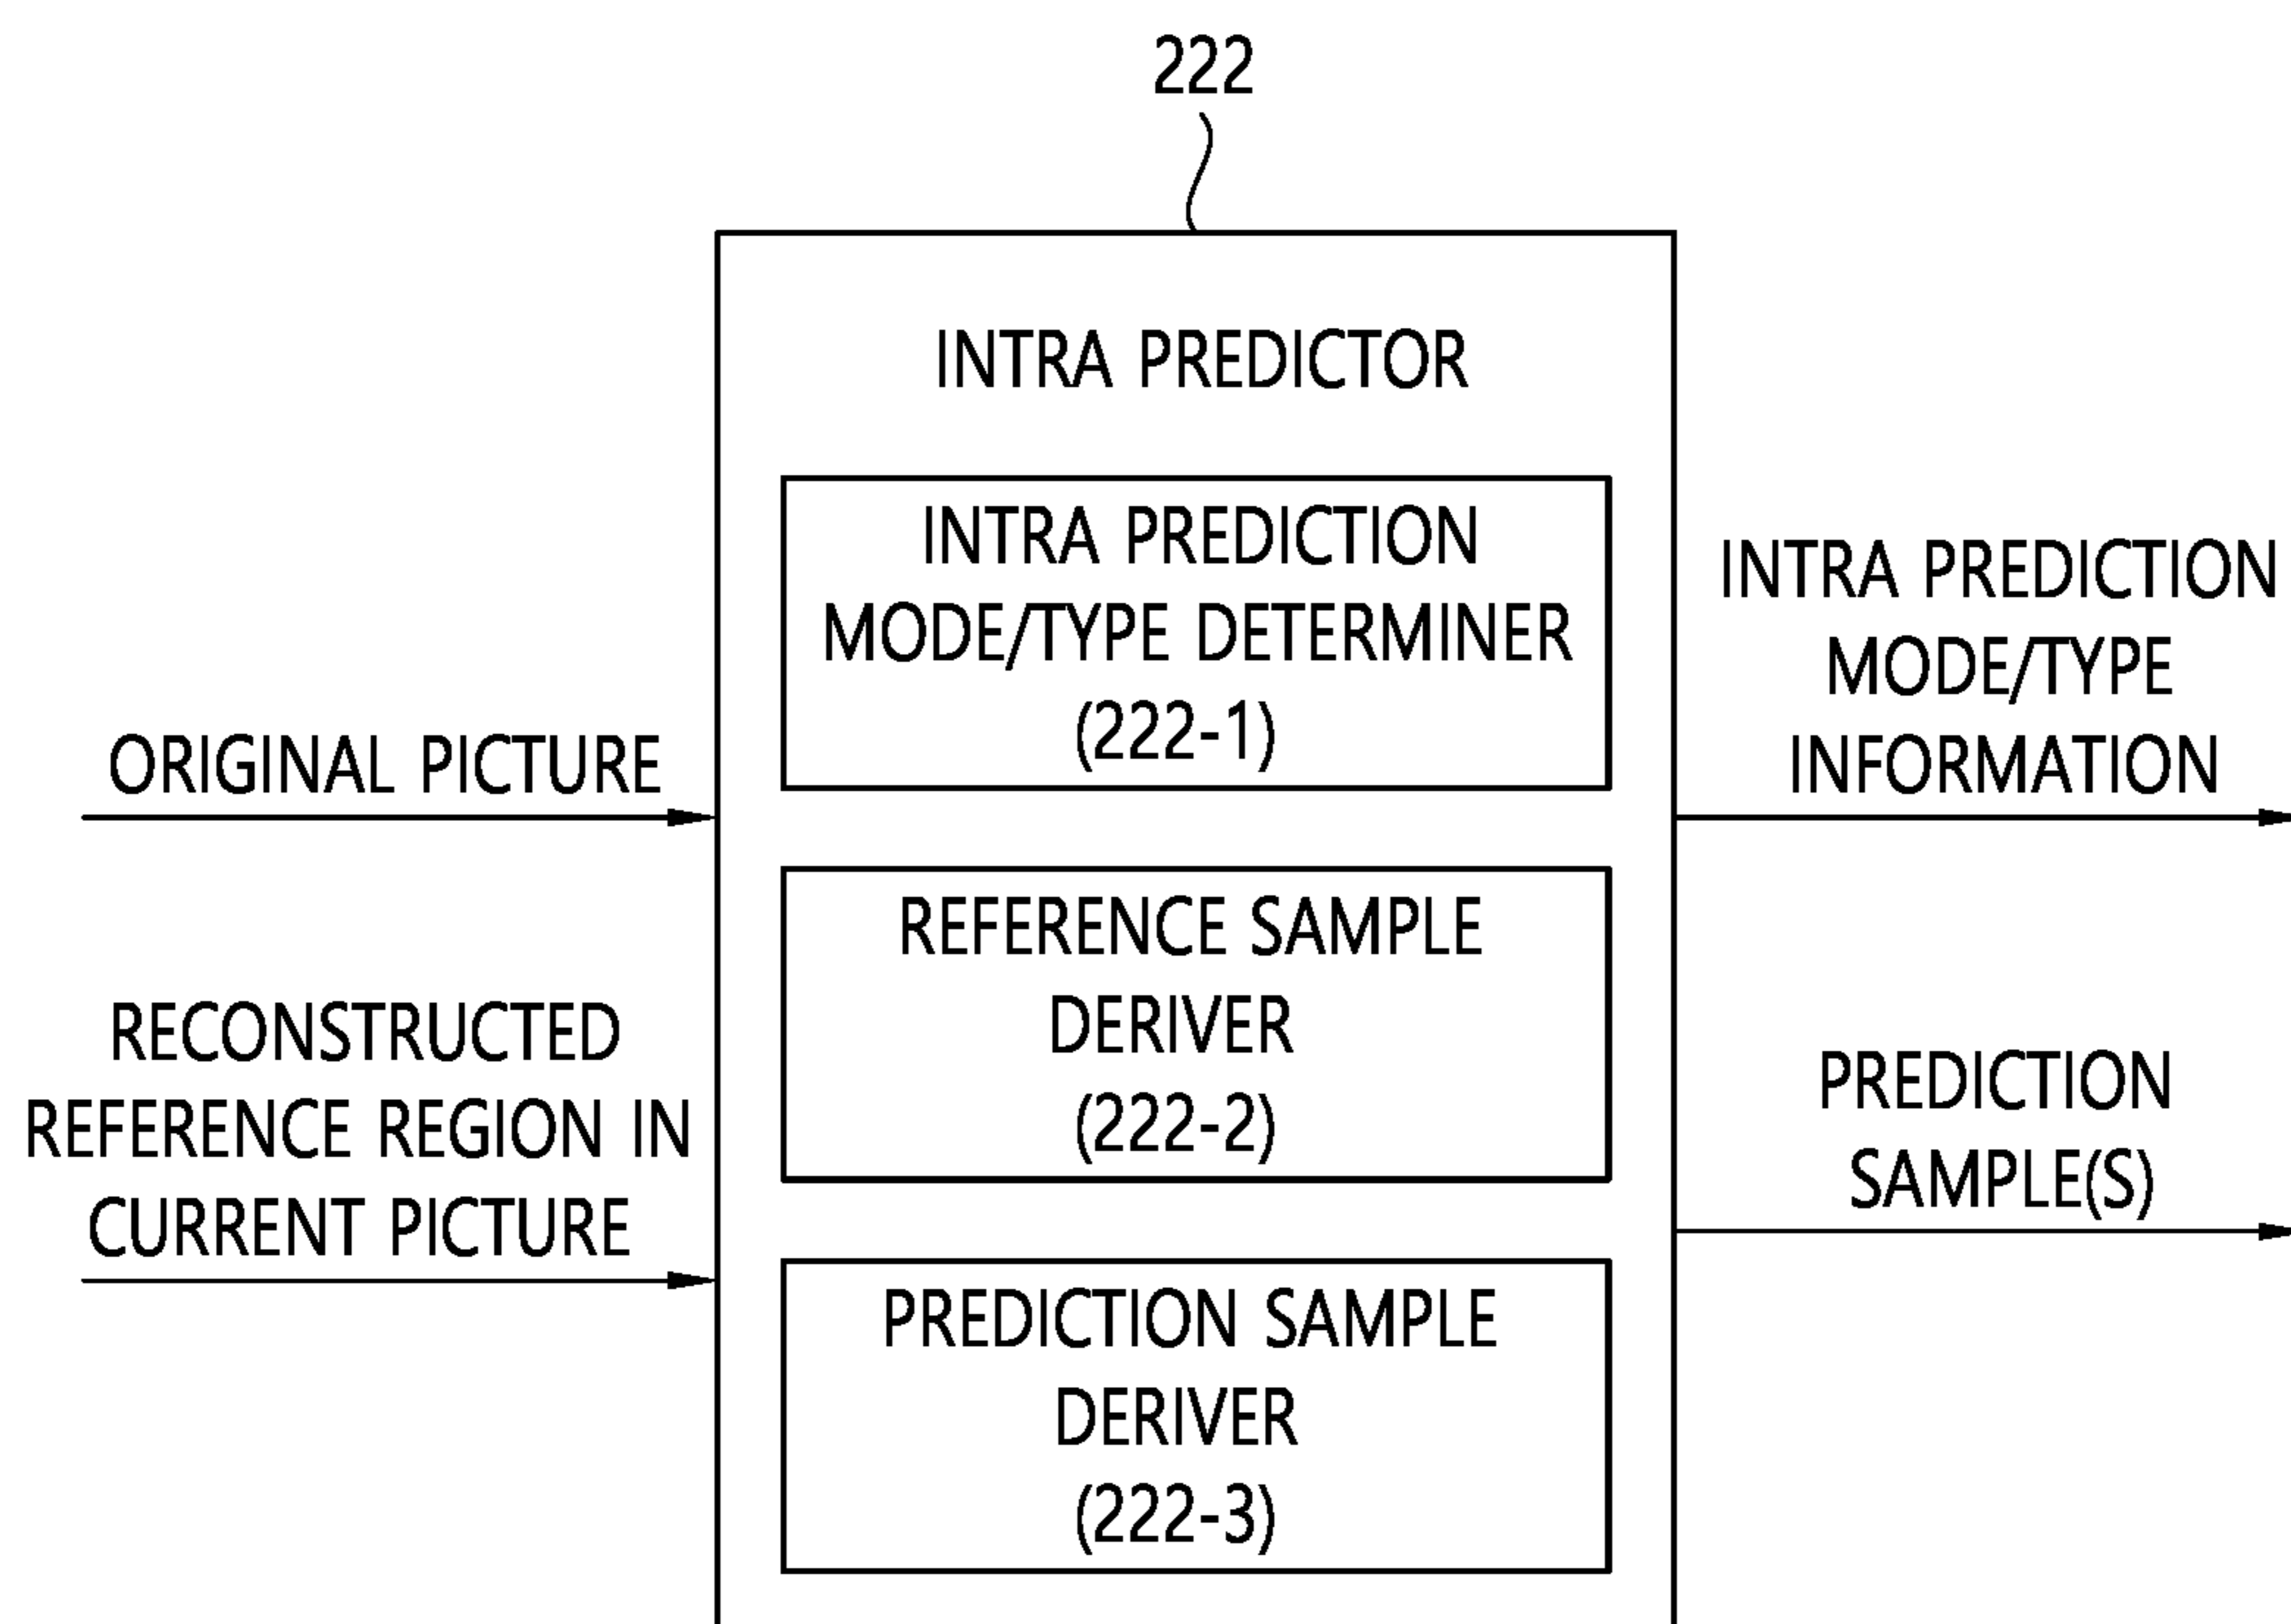 222
INTRA PREDICTOR
INTRA PREDICTION
MODE/TYPE DETERMINER
(222-1)
REFERENCE SAMPLE
DERIVER
(222-2)
PREDICTION SAMPLE
DERIVER
(222-3)
ORIGINAL PICTURE
RECONSTRUCTED
REFERENCE REGION IN
CURRENT PICTURE
INTRA PREDICTION
MODE/TYPE
INFORMATION
PREDICTION
SAMPLE(S)